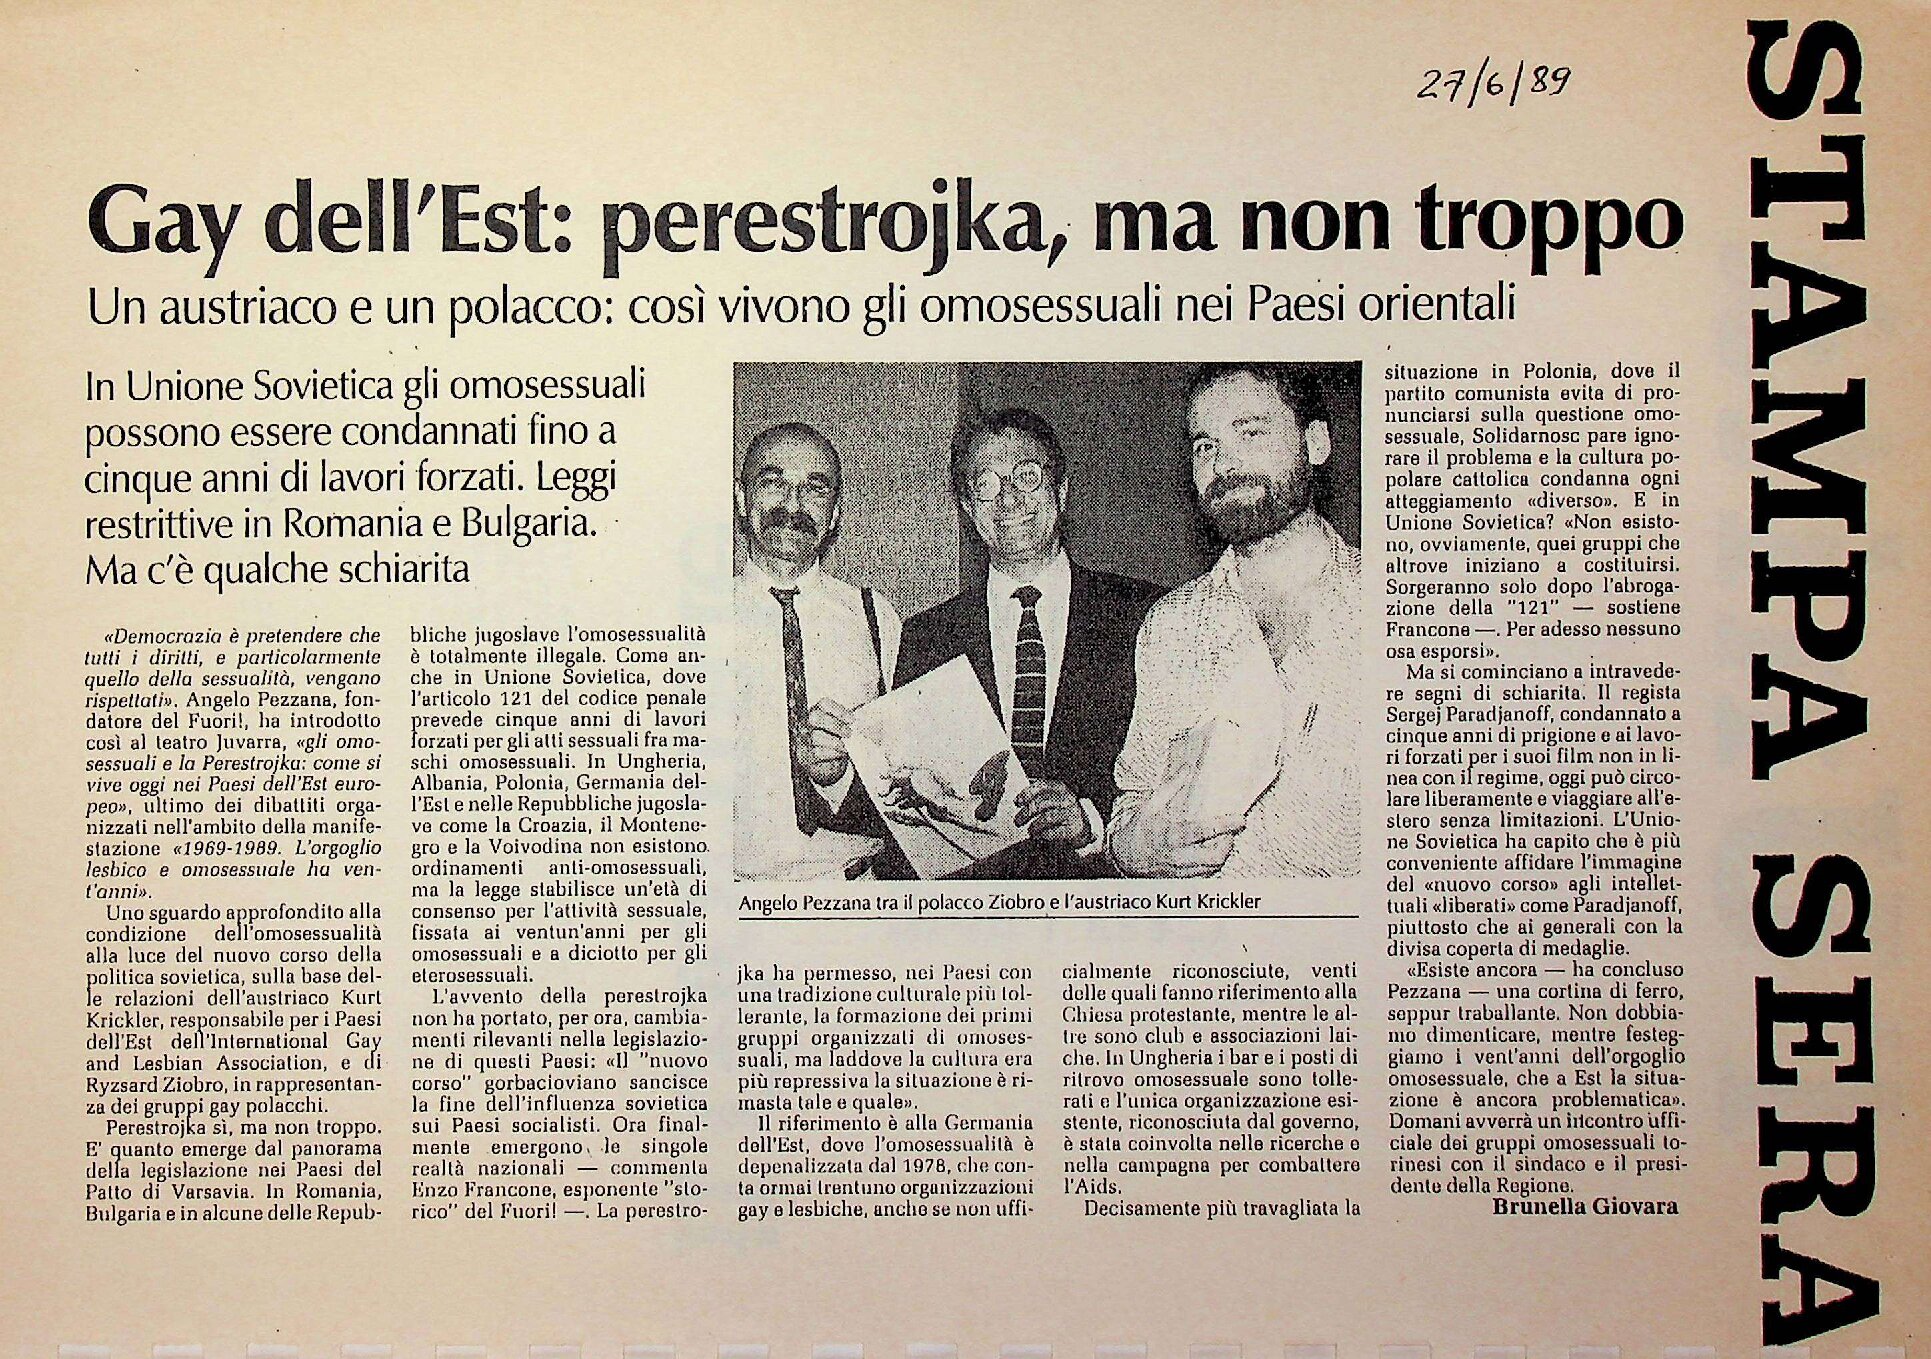 27/6/89
STAMPA SERA
Gay dell'Est: perestrojka, ma non troppo
Un austriaco e un polacco: così vivono gli omosessuali nei Paesi orientali
In Unione Sovietica gli omosessuali
possono essere condannati fino a
cinque anni di lavori forzati. Leggi
restrittive in Romania e Bulgaria.
Ma c'è qualche schiarita
«Democrazia è pretendere che
tutti i diritti, e particolarmente
quello della sessualità, vengano
rispettati». Angelo Pezzana, fon-
datore del Fuori!, ha introdotto
così al teatro Juvarra, «gli omo-
sessuali e la Perestrojka: come si
vive oggi nei Paesi dell'Est euro-
peo», ultimo dei dibattiti orga-
nizzati nell'ambito della manife-
stazione «1969-1989. L'orgoglio
lesbico e omosessuale ha ven-
t'anni».
Uno sguardo approfondito alla
condizione dell'omosessualità
alla luce del nuovo corso della
politica sovietica, sulla base del-
le relazioni dell'austriaco Kurt
Krickler, responsabile per i Paesi
dell'Est dell'International Gay
and Lesbian Association, e di
Ryzsard Ziobro, in rappresentan-
za dei gruppi gay polacchi.
Perestrojka sì, ma non troppo.
E' quanto emerge dal panorama
della legislazione nei Paesi del
Patto di Varsavia. In Romania,
Bulgaria e in alcune delle Repub-
bliche jugoslave l'omosessualità
è totalmente illegale. Come an-
che in Unione Sovietica, dove
l'articolo 121 del codice penale
prevede cinque anni di lavori
forzati per gli atti sessuali fra ma-
schi omosessuali. In Ungheria,
Albania, Polonia, Germania del-
l'Est e nelle Repubbliche jugosla-
ve come la Croazia, il Montene-
gro e la Voivodina non esistono
ordinamenti anti-omosessuali,
ma la legge stabilisce un'età di
consenso per l'attività sessuale,
fissata ai ventun'anni per gli
omosessuali e a diciotto per gli
eterosessuali.
L'avvento della perestrojka
non ha portato, per ora, cambia-
menti rilevanti nella legislazio-
ne di questi Paesi: «Il "nuovo
corso" gorbacioviano sancisce
la fine dell'influenza sovietica
sui Paesi socialisti. Ora final-
mente emergono le singole
realtà nazionali — commenta
Enzo Francone, esponente "sto-
rico" del Fuori! —. La perestro-
Angelo Pezzana tra il polacco Ziobro e l'austriaco Kurt Krickler
jka ha permesso, nei Paesi con
una tradizione culturale più tol-
lerante, la formazione dei primi
gruppi organizzati di omoses-
suali, ma laddove la cultura era
più repressiva la situazione è ri-
masta tale e quale».
Il riferimento è alla Germania
dell'Est, dove l'omosessualità è
depenalizzata dal 1978, che con-
ta ormai trentuno organizzazioni
gay e lesbiche, anche se non uffi-
cialmente riconosciute, venti
delle quali fanno riferimento alla
Chiesa protestante, mentre le al-
tre sono club e associazioni lai-
che. In Ungheria i bar e i posti di
ritrovo omosessuale sono tolle-
rati e l'unica organizzazione esi-
stente, riconosciuta dal governo,
è stata coinvolta nelle ricerche e
nella campagna per combattere
l'Aids.
Decisamente più travagliata la
situazione in Polonia, dove il
partito comunista evita di pro-
nunciarsi sulla questione omo-
sessuale, Solidarnosc pare igno-
rare il problema e la cultura po-
polare cattolica condanna ogni
atteggiamento «diverso». E in
Unione Sovietica? «Non esisto-
no, ovviamente, quei gruppi che
altrove iniziano a costituirsi.
Sorgeranno solo dopo l'abroga-
zione della "121" — sostiene
Francone —. Per adesso nessuno
osa esporsi».
Ma si cominciano a intravede-
re segni di schiarita. Il regista
Sergej Paradjanoff, condannato a
cinque anni di prigione e ai lavo-
ri forzati per i suoi film non in li-
nea con il regime, oggi può circo-
lare liberamente e viaggiare all'e-
stero senza limitazioni. L'Unio-
ne Sovietica ha capito che è più
conveniente affidare l'immagine
del «nuovo corso» agli intellet-
tuali «liberati» come Paradjanoff,
piuttosto che ai generali con la
divisa coperta di medaglie.
«Esiste ancora — ha concluso
Pezzana — una cortina di ferro,
seppur traballante. Non dobbia-
mo dimenticare, mentre festeg-
giamo i vent'anni dell'orgoglio
omosessuale, che a Est la situa-
zione è ancora problematica».
Domani avverrà un incontro uffi-
ciale dei gruppi omosessuali to-
rinesi con il sindaco e il presi-
dente della Regione.
Brunella Giovara